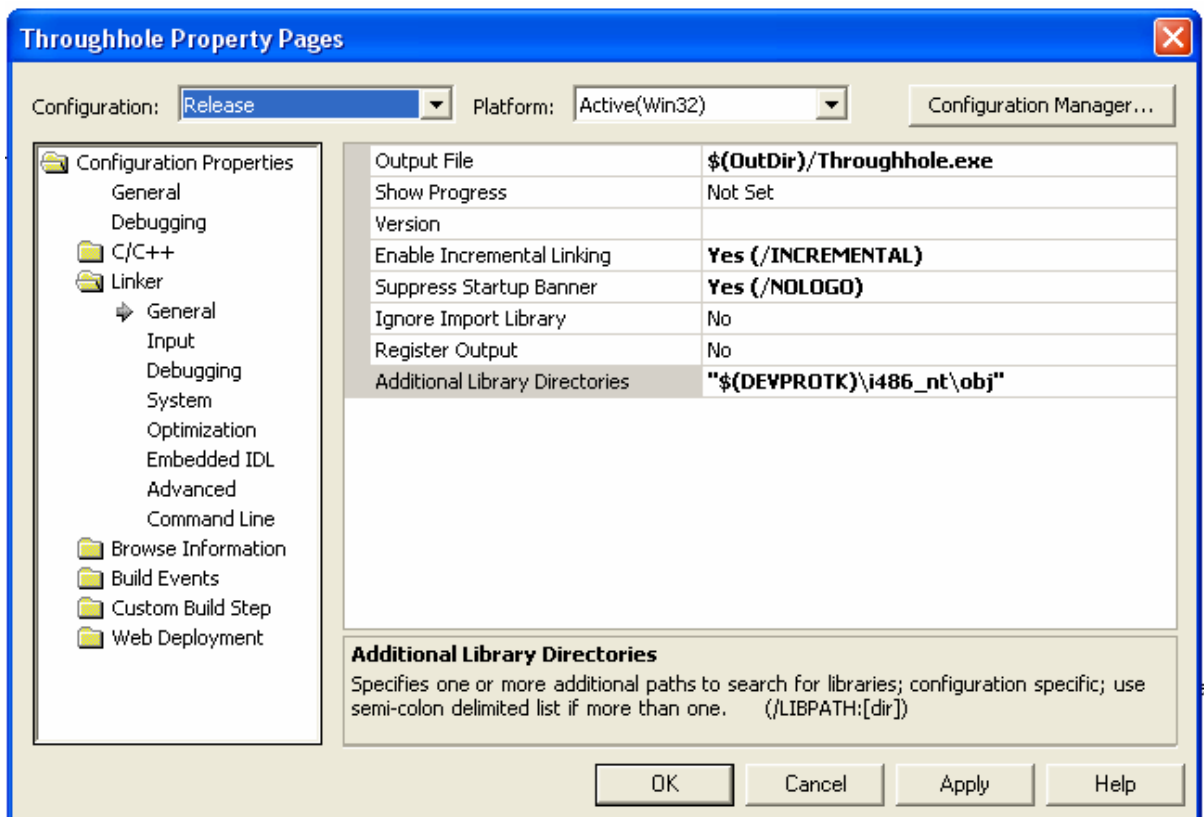 Throughhole Property Pages
Configuration: Release Platform: Active(Win32) Configuration Manager...
Configuration Properties
General
Debugging
C/C++
Linker
General
Input
Debugging
System
Optimization
Embedded IDL
Advanced
Command Line
Browse Information
Build Events
Custom Build Step
Web Deployment
Output File $(OutDir)/Throughhole.exe
Show Progress Not Set
Version
Enable Incremental Linking Yes (/INCREMENTAL)
Suppress Startup Banner Yes (/NOLOGO)
Ignore Import Library No
Register Output No
Additional Library Directories "$(DEVPROTK)\i486_nt\obj"
Additional Library Directories
Specifies one or more additional paths to search for libraries; configuration specific; use
semi-colon delimited list if more than one. (/LIBPATH:[dir])
OK Cancel Apply Help